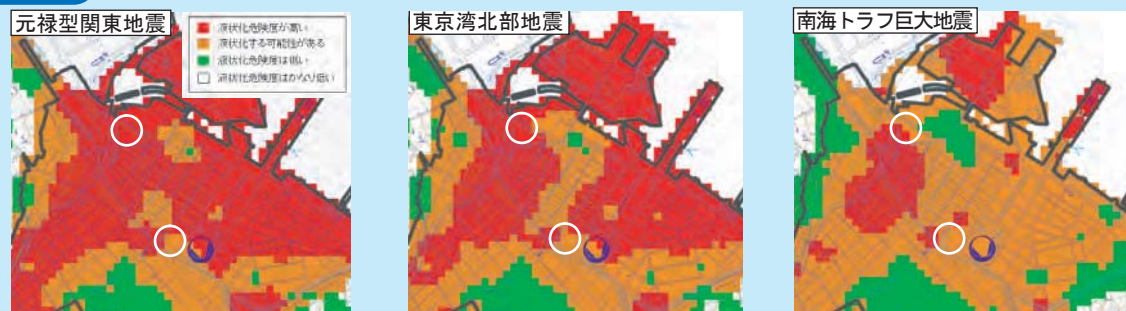 元禄型関東地震
液状化危険度が高い
液状化する可能性がある
液状化危険度は低い
液状化危険度はかなり低い
東京湾北部地震
南海トラフ巨大地震